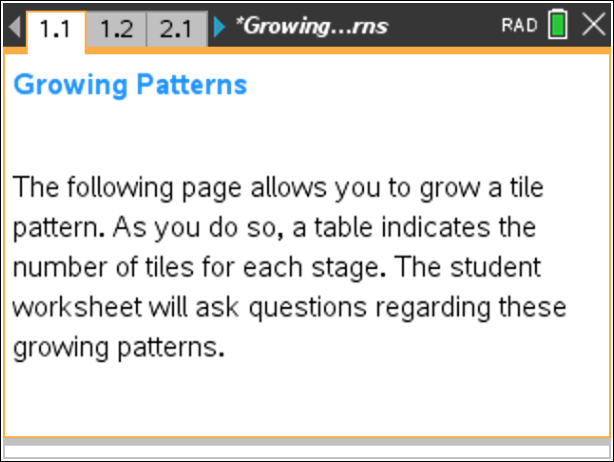 1.1 1.2 2.1 *Growing...rns RAD
Growing Patterns
The following page allows you to grow a tile
pattern. As you do so, a table indicates the
number of tiles for each stage. The student
worksheet will ask questions regarding these
growing patterns.